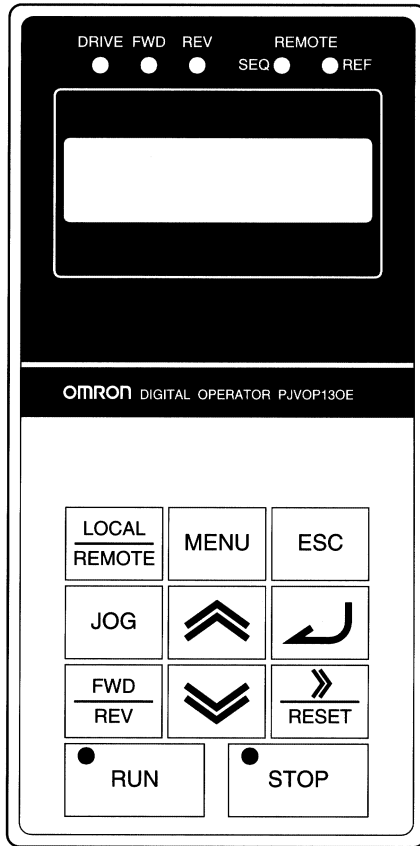 DRIVE FWD REV REMOTE
SEQ REF
OMRON DIGITAL OPERATOR PJVOP13OE
LOCAL
REMOTE
MENU
ESC
JOG
FWD
REV
RESET
RUN
STOP